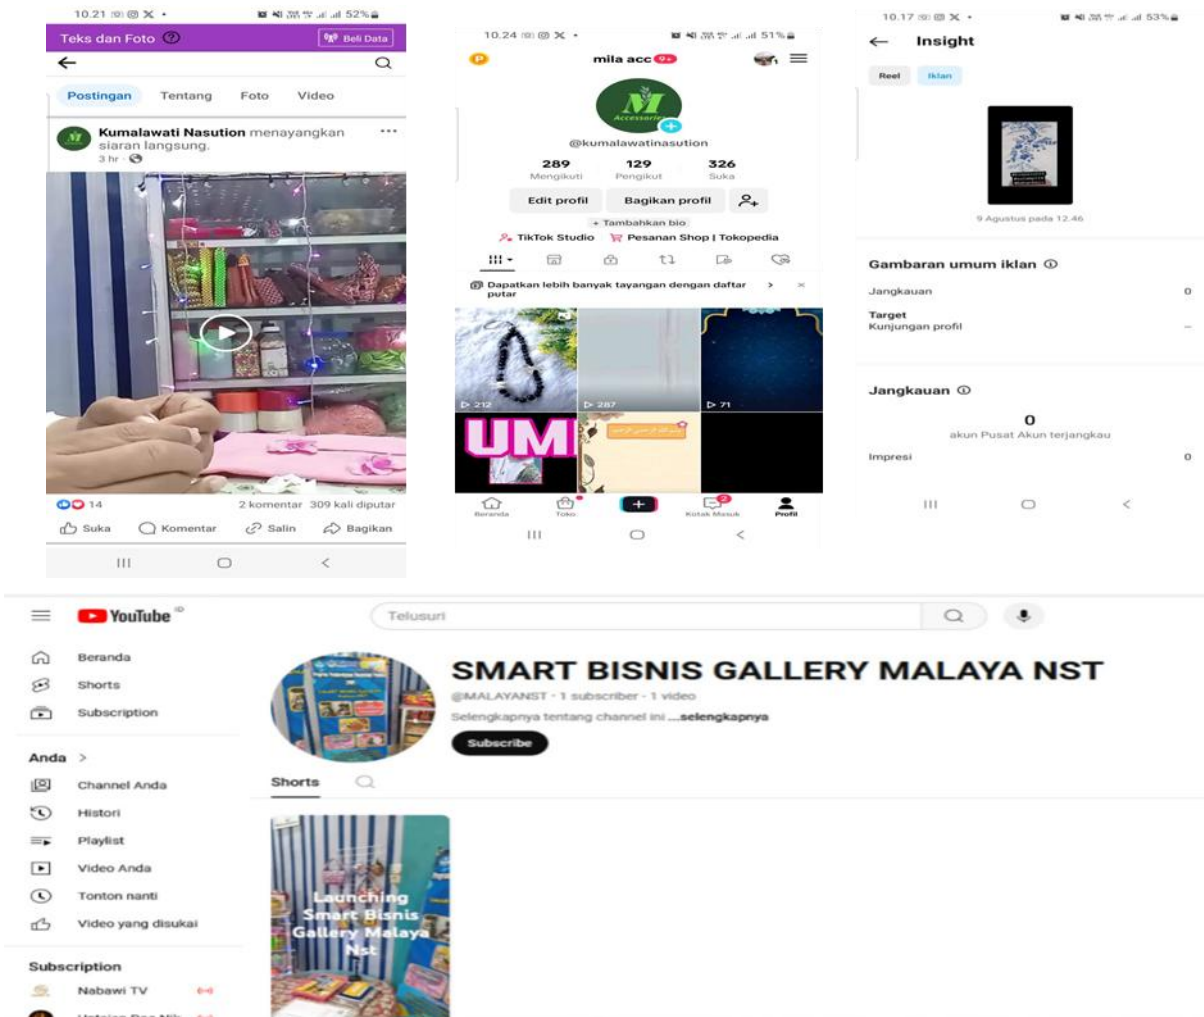 10.21
52%
Teks dan Foto
Beli Data
Postingan Tentang Foto Video
Kumalawati Nasution menayangkan
siaran langsung.
3 hr
14
2 komentar 309 kali diputar
Suka Komentar Salin Bagikan
10.24
51%
mila acc 9+
M
Accessories
@kumalawatinasution
289 129 326
Mengikuti Pengikut Suka
Edit profil Bagikan profil
+ Tambahkan bio
TikTok Studio Pesanan Shop | Tokopedia
Dapatkan lebih banyak tayangan dengan daftar
putar
212 287 71
UMI
Beranda Toko Kotak Masuk 2 Profil
10.17
53%
Insight
Reel Iklan
9 Agustus pada 12.46
Gambaran umum iklan
Jangkauan 0
Target
Kunjungan profil --
Jangkauan
0
akun Pusat Akun terjangkau
Impresi 0
YouTube ID
Telusuri
Beranda
Shorts
Subscription
Anda >
Channel Anda
Histori
Playlist
Video Anda
Tonton nanti
Video yang disukai
Subscription
Nabawi TV
SMART BISNIS GALLERY MALAYA NST
@MALAYANST · 1 subscriber · 1 video
Selengkapnya tentang channel ini ...selengkapnya
Subscribe
Shorts
Launching
Smart Bisnis
Gallery Malaya
Nst